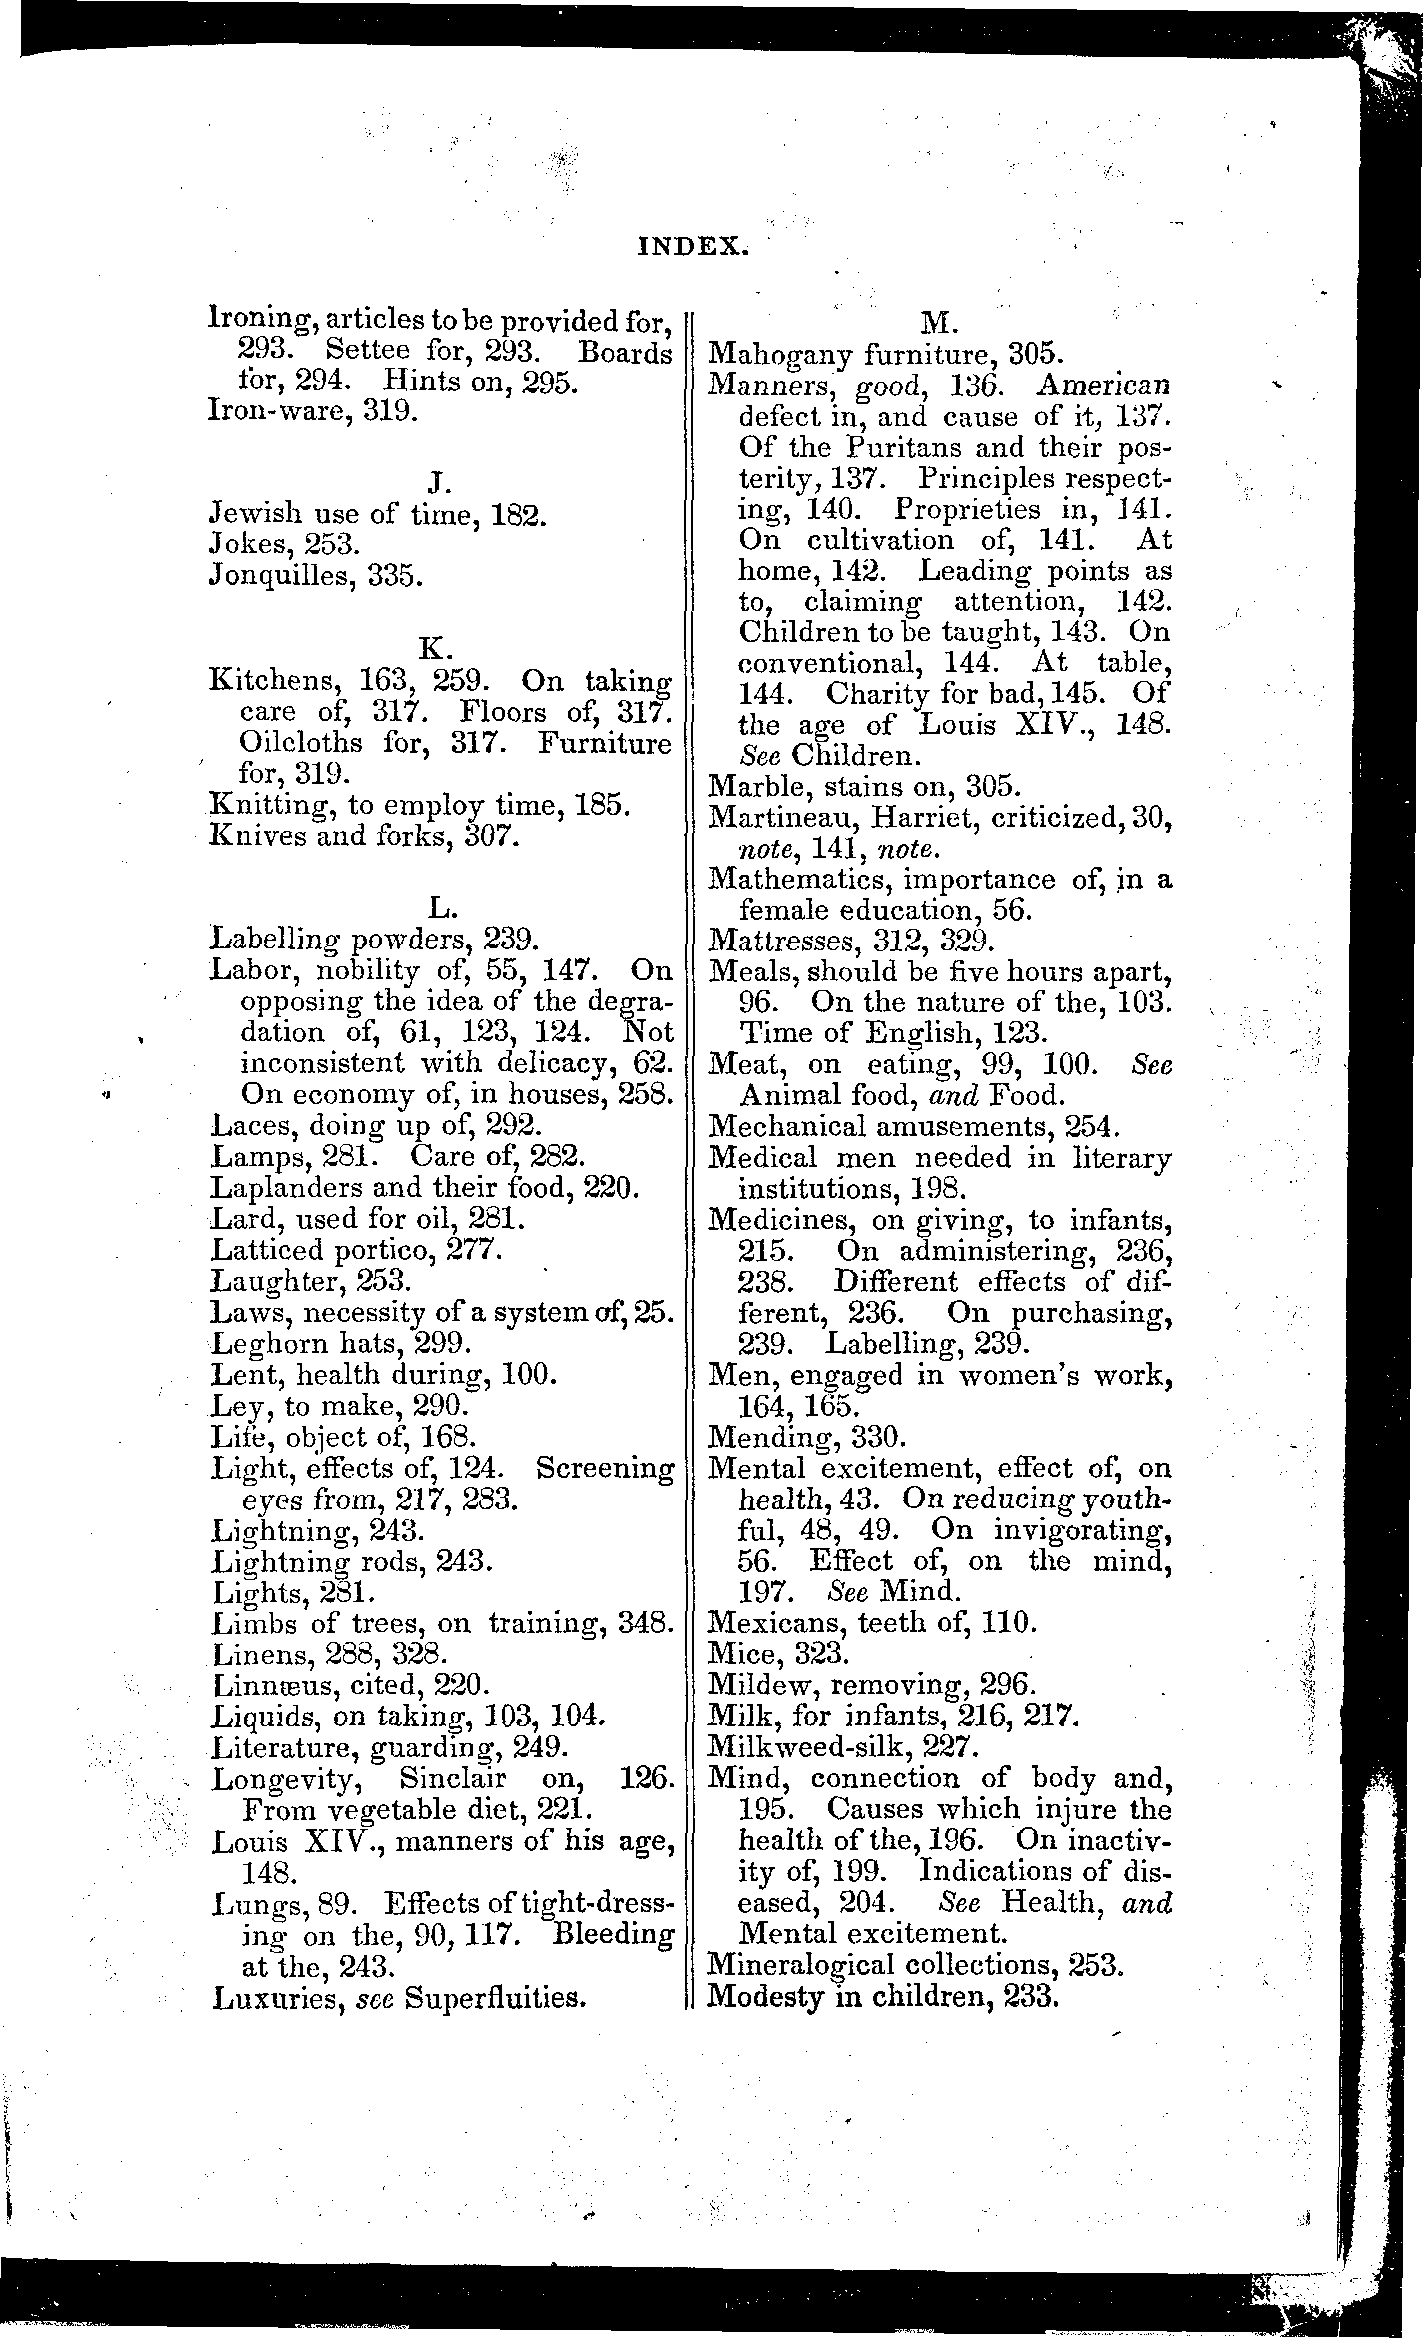 INDEX.
Ironing, articles to be provided for,
293. Settee for, 293. Boards
for, 294. Hints on, 295.
Iron-ware, 319.
J.
Jewish use of time, 182.
Jokes, 253.
Jonquilles, 335.
K.
Kitchens, 163, 259. On taking
care of, 317. Floors of, 317.
Oilcloths for, 317. Furniture
for, 319.
Knitting, to employ time, 185.
Knives and forks, 307.
L.
Labelling powders, 239.
Labor, nobility of, 55, 147. On
opposing the idea of the degra-
dation of, 61, 123, 124. Not
inconsistent with delicacy, 62.
On economy of, in houses, 258.
Laces, doing up of, 292.
Lamps, 281. Care of, 282.
Laplanders and their food, 220.
Lard, used for oil, 281.
Latticed portico, 277.
Laughter, 253.
Laws, necessity of a system of, 25.
Leghorn hats, 299.
Lent, health during, 100.
Ley, to make, 290.
Life, object of, 168.
Light, effects of, 124. Screening
eyes from, 217, 283.
Lightning, 243.
Lightning rods, 243.
Lights, 281.
Limbs of trees, on training, 348.
Linens, 288, 328.
Linnæus, cited, 220.
Liquids, on taking, 103, 104.
Literature, guarding, 249.
Longevity, Sinclair on, 126.
From vegetable diet, 221.
Louis XIV., manners of his age,
148.
Lungs, 89. Effects of tight-dress-
ing on the, 90, 117. Bleeding
at the, 243.
Luxuries, see Superfluities.
M.
Mahogany furniture, 305.
Manners, good, 136. American
defect in, and cause of it, 137.
Of the Puritans and their pos-
terity, 137. Principles respect-
ing, 140. Proprieties in, 141.
On cultivation of, 141. At
home, 142. Leading points as
to, claiming attention, 142.
Children to be taught, 143. On
conventional, 144. At table,
144. Charity for bad, 145. Of
the age of Louis XIV., 148.
See Children.
Marble, stains on, 305.
Martineau, Harriet, criticized, 30,
note, 141, note.
Mathematics, importance of, in a
female education, 56.
Mattresses, 312, 329.
Meals, should be five hours apart,
96. On the nature of the, 103.
Time of English, 123.
Meat, on eating, 99, 100. See
Animal food, and Food.
Mechanical amusements, 254.
Medical men needed in literary
institutions, 198.
Medicines, on giving, to infants,
215. On administering, 236,
238. Different effects of dif-
ferent, 236. On purchasing,
239. Labelling, 239.
Men, engaged in women's work,
164, 165.
Mending, 330.
Mental excitement, effect of, on
health, 43. On reducing youth-
ful, 48, 49. On invigorating,
56. Effect of, on the mind,
197. See Mind.
Mexicans, teeth of, 110.
Mice, 323.
Mildew, removing, 296.
Milk, for infants, 216, 217.
Milkweed-silk, 227.
Mind, connection of body and,
195. Causes which injure the
health of the, 196. On inactiv-
ity of, 199. Indications of dis-
eased, 204. See Health, and
Mental excitement.
Mineralogical collections, 253.
Modesty in children, 233.